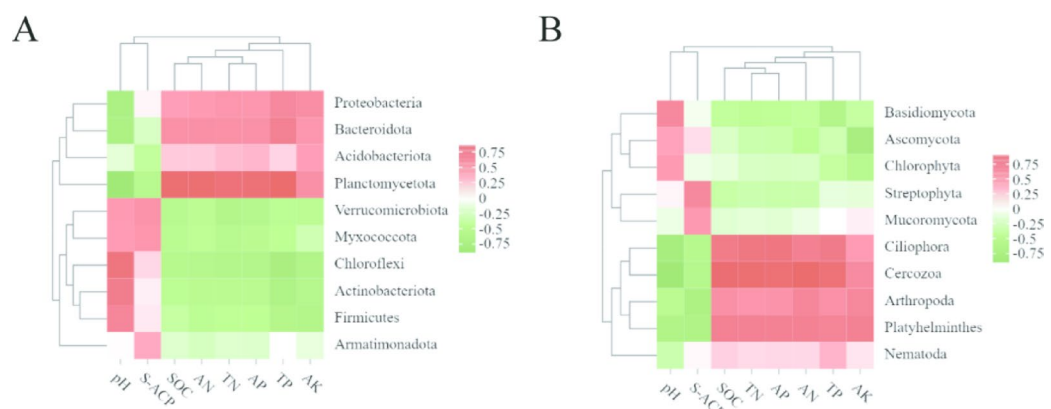 A
Proteobacteria
Bacteroidota
Acidobacteriota
Planctomycetota
Verrucomicrobiota
Myxococcota
Chloroflexi
Actinobacteriota
Firmicutes
Armatimonadota
0.75
0.5
0.25
0
-0.25
-0.5
-0.75
pH S-ACP SOC AN TN AP TP AK
B
Basidiomycota
Ascomycota
Chlorophyta
Streptophyta
Mucoromycota
Ciliophora
Cercozoa
Arthropoda
Platyhelminthes
Nematoda
0.75
0.5
0.25
0
-0.25
-0.5
-0.75
pH S-ACP SOC TN AP AN TP AK